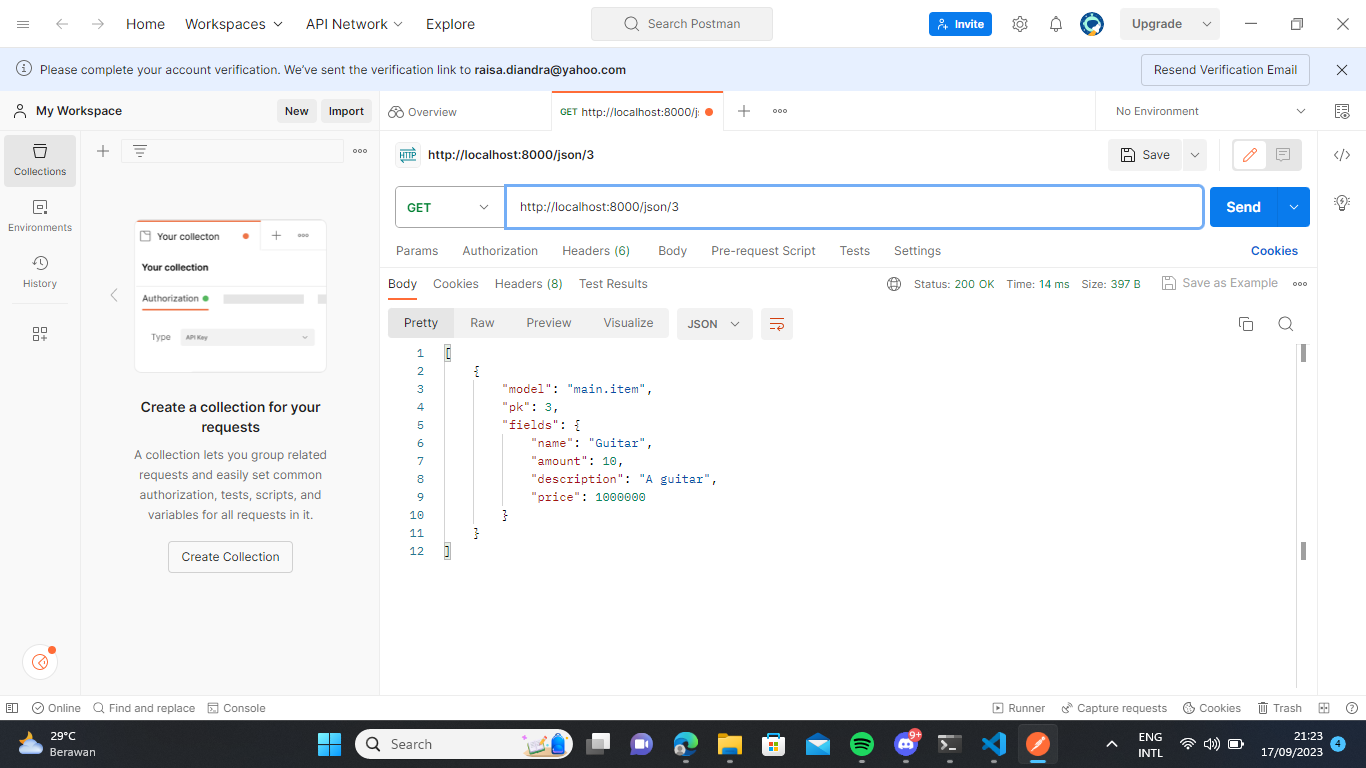 Home Workspaces API Network Explore Search Postman Invite Upgrade
Please complete your account verification. We've sent the verification link to raisa.diandra@yahoo.com Resend Verification Email
My Workspace New Import Overview GET http://localhost:8000/j No Environment
Collections
Environments
History
Your collecton
Your collection
Authorization
Type API Key
Create a collection for your
requests
A collection lets you group related
requests and easily set common
authorization, tests, scripts, and
variables for all requests in it.
Create Collection
HTTP http://localhost:8000/json/3 Save
GET http://localhost:8000/json/3 Send
Params Authorization Headers (6) Body Pre-request Script Tests Settings Cookies
Body Cookies Headers (8) Test Results Status: 200 OK Time: 14 ms Size: 397 B Save as Example
Pretty Raw Preview Visualize JSON
1 [
2 {
3 "model": "main.item",
4 "pk": 3,
5 "fields": {
6 "name": "Guitar",
7 "amount": 10,
8 "description": "A guitar",
9 "price": 1000000
10 }
11 }
12 ]
Online Find and replace Console Runner Capture requests Cookies Trash
29°C
Berawan
Search
9+
ENG
INTL
21:23
17/09/2023
4